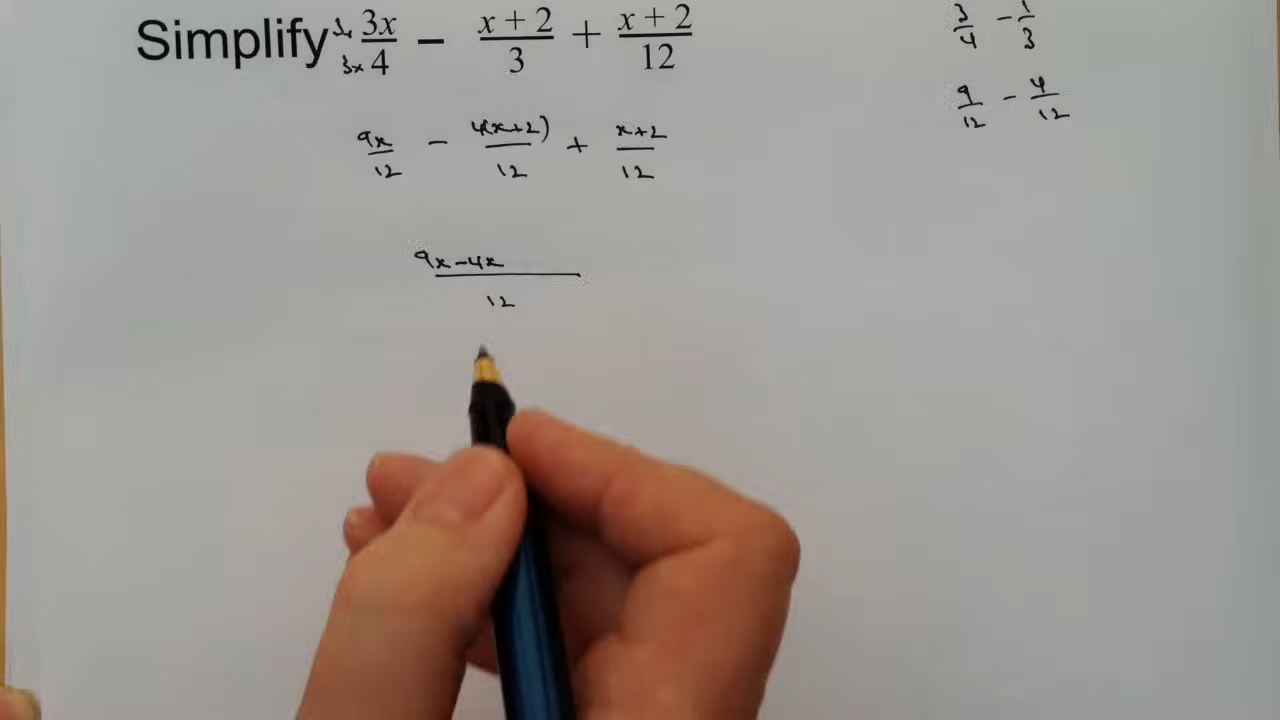 Simplify 3x/4 − x + 2/3 + x + 2/12
3x
3/4 − 1/3
9/12 − 4/12
9x/12 − 4(x+2)/12 + x+2/12
9x−4x/12